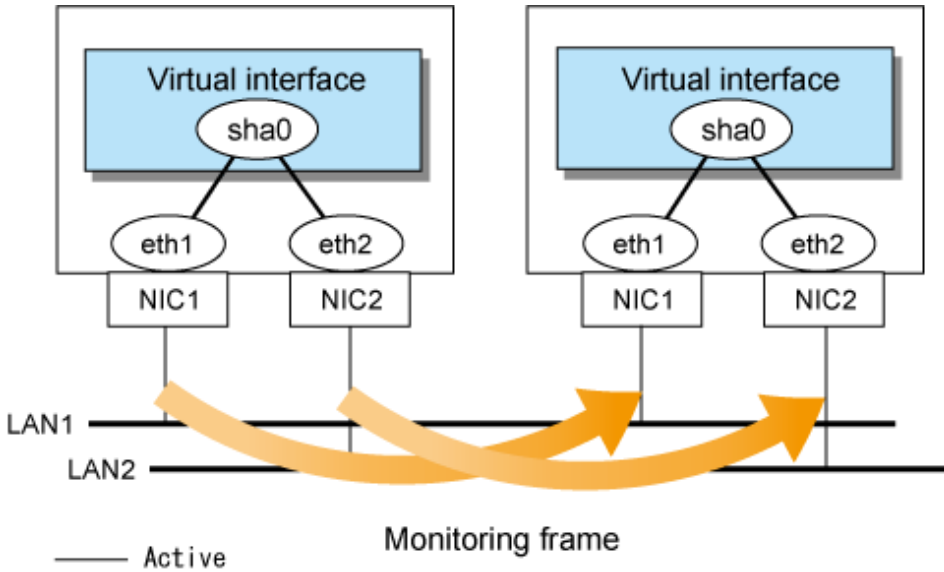 Virtual interface
sha0
eth1
eth2
NIC1
NIC2
Virtual interface
sha0
eth1
eth2
NIC1
NIC2
LAN1
LAN2
Monitoring frame
Active